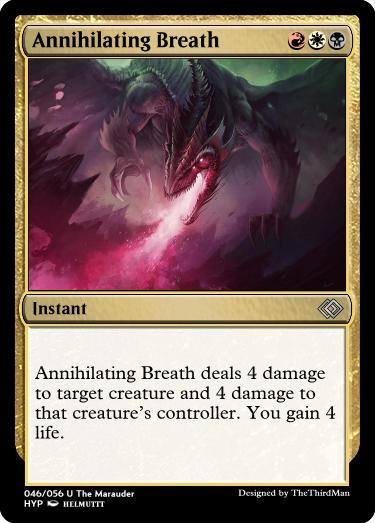 Annihilating Breath
Instant
Annihilating Breath deals 4 damage
to target creature and 4 damage to
that creature's controller. You gain 4
life.
046/056 U The Marauder
Designed by TheThirdMan
HYP HELMUTTT